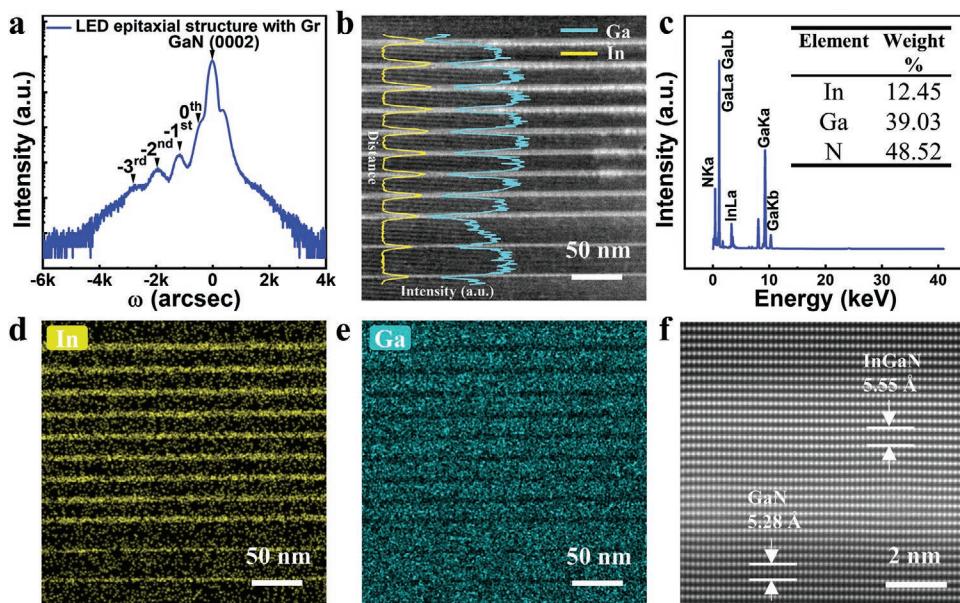 a
LED epitaxial structure with Gr
GaN (0002)
0th
-1st
-2nd
-3rd
Intensity (a.u.)
-6k -4k -2k 0 2k 4k
ω (arcsec)
b
Ga
In
Distance
50 nm
Intensity (a.u.)
c
Element Weight
%
In 12.45
Ga 39.03
N 48.52
GaLa GaLb
GaKa
NKa
InLa
GaKb
Intensity (a.u.)
0 10 20 30 40
Energy (keV)
d
In
50 nm
e
Ga
50 nm
f
InGaN
5.55 Å
GaN
5.28 Å
2 nm